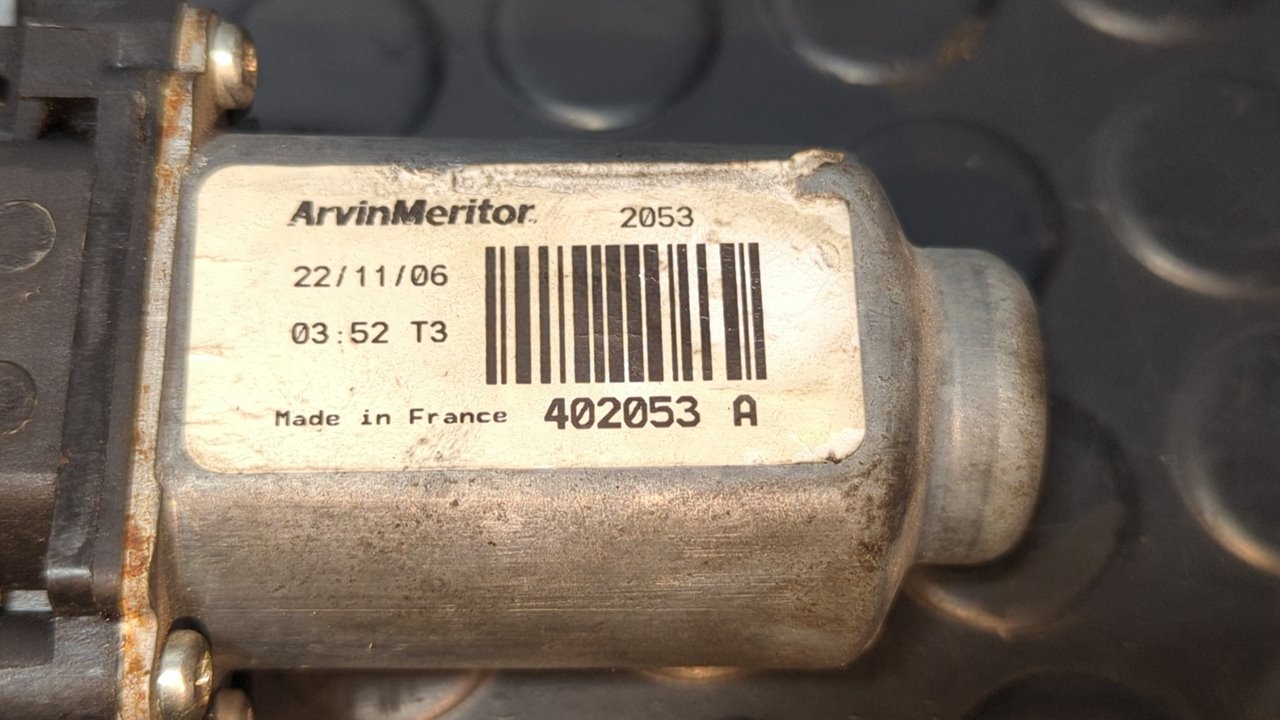 ArvinMeritor 2053
22/11/06
03:52 T3
Made in France 402053 A